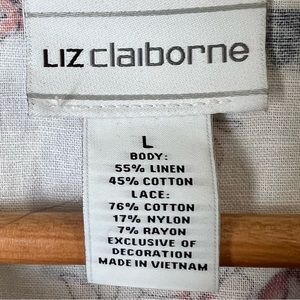 LIZ claiborne
L
BODY:
55% LINEN
45% COTTON
LACE:
76% COTTON
17% NYLON
7% RAYON
EXCLUSIVE OF
DECORATION
MADE IN VIETNAM